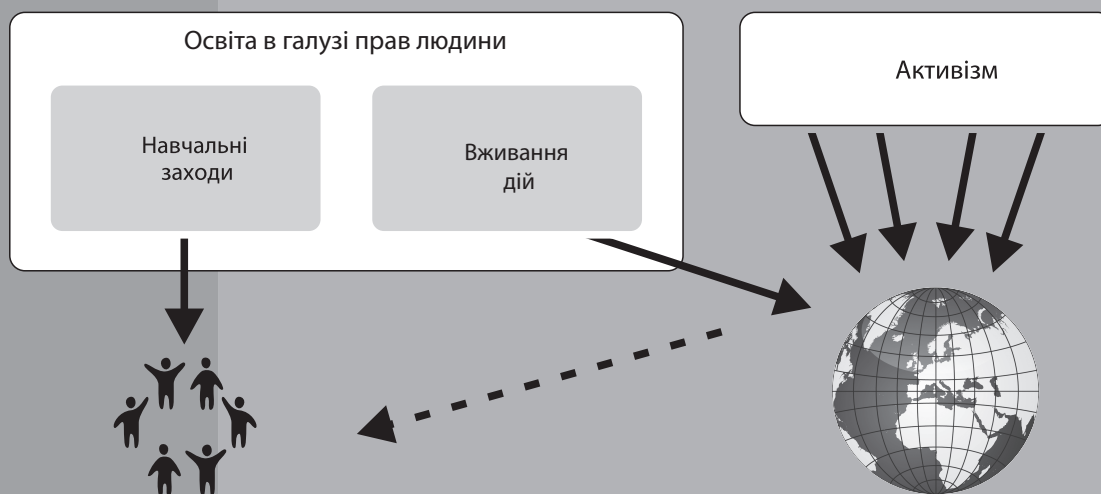 Освіта в галузі прав людини
Активізм
Навчальні
заходи
Вживання
дій